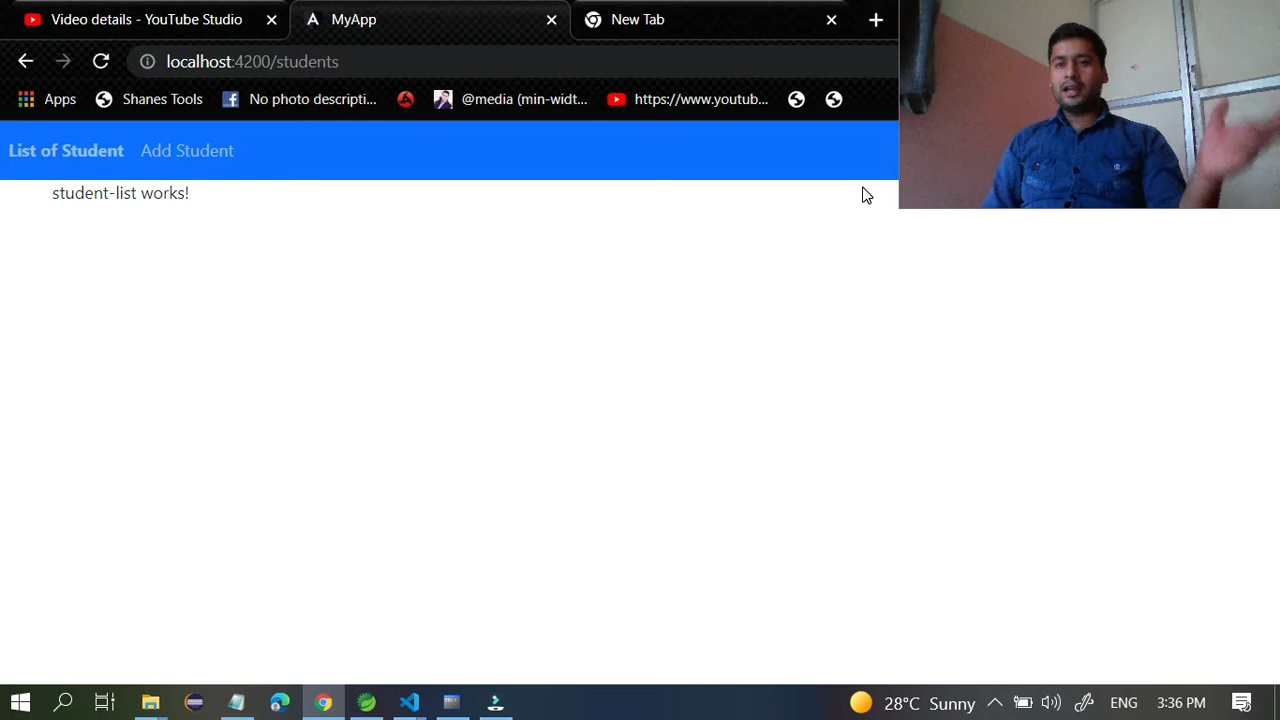 Video details - YouTube Studio
MyApp
New Tab
localhost:4200/students
Apps
Shanes Tools
No photo descripti...
@media (min-widt...
https://www.youtub...
List of Student
Add Student
student-list works!
28°C Sunny
ENG
3:36 PM